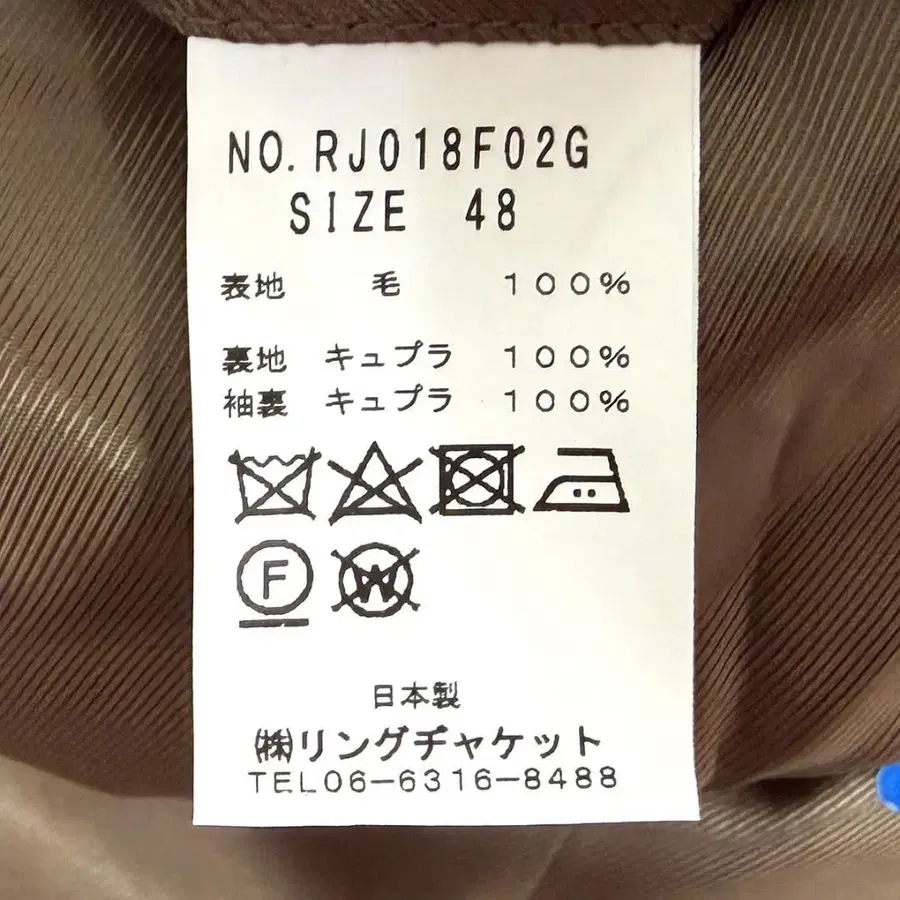 NO.RJ018F02G
SIZE 48
表地 毛 100%
裏地 キュプラ 100%
袖裏 キュプラ 100%
F W
日本製
㈱リングヂャケット
TEL06-6316-8488